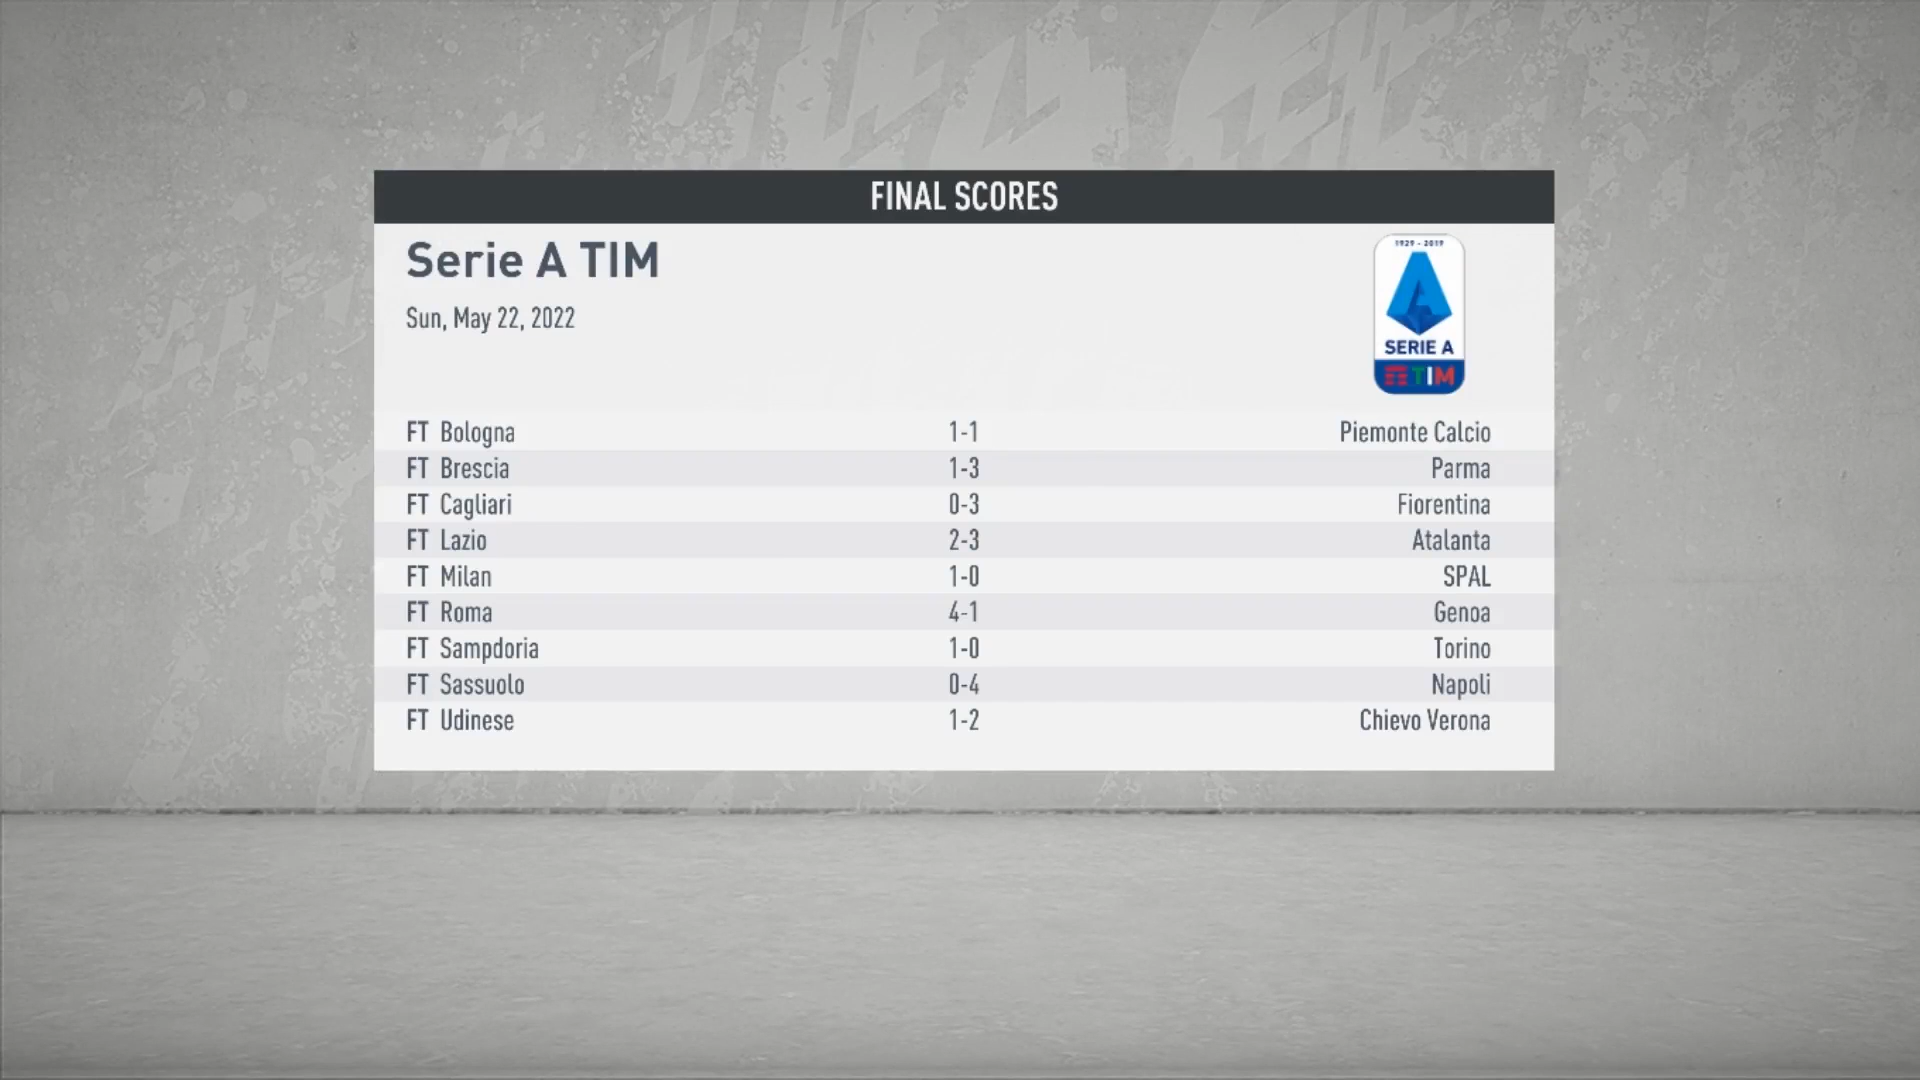 FINAL SCORES
Serie A TIM
Sun, May 22, 2022
1929 - 2019
SERIE A
TIM
FT Bologna 1-1 Piemonte Calcio
FT Brescia 1-3 Parma
FT Cagliari 0-3 Fiorentina
FT Lazio 2-3 Atalanta
FT Milan 1-0 SPAL
FT Roma 4-1 Genoa
FT Sampdoria 1-0 Torino
FT Sassuolo 0-4 Napoli
FT Udinese 1-2 Chievo Verona